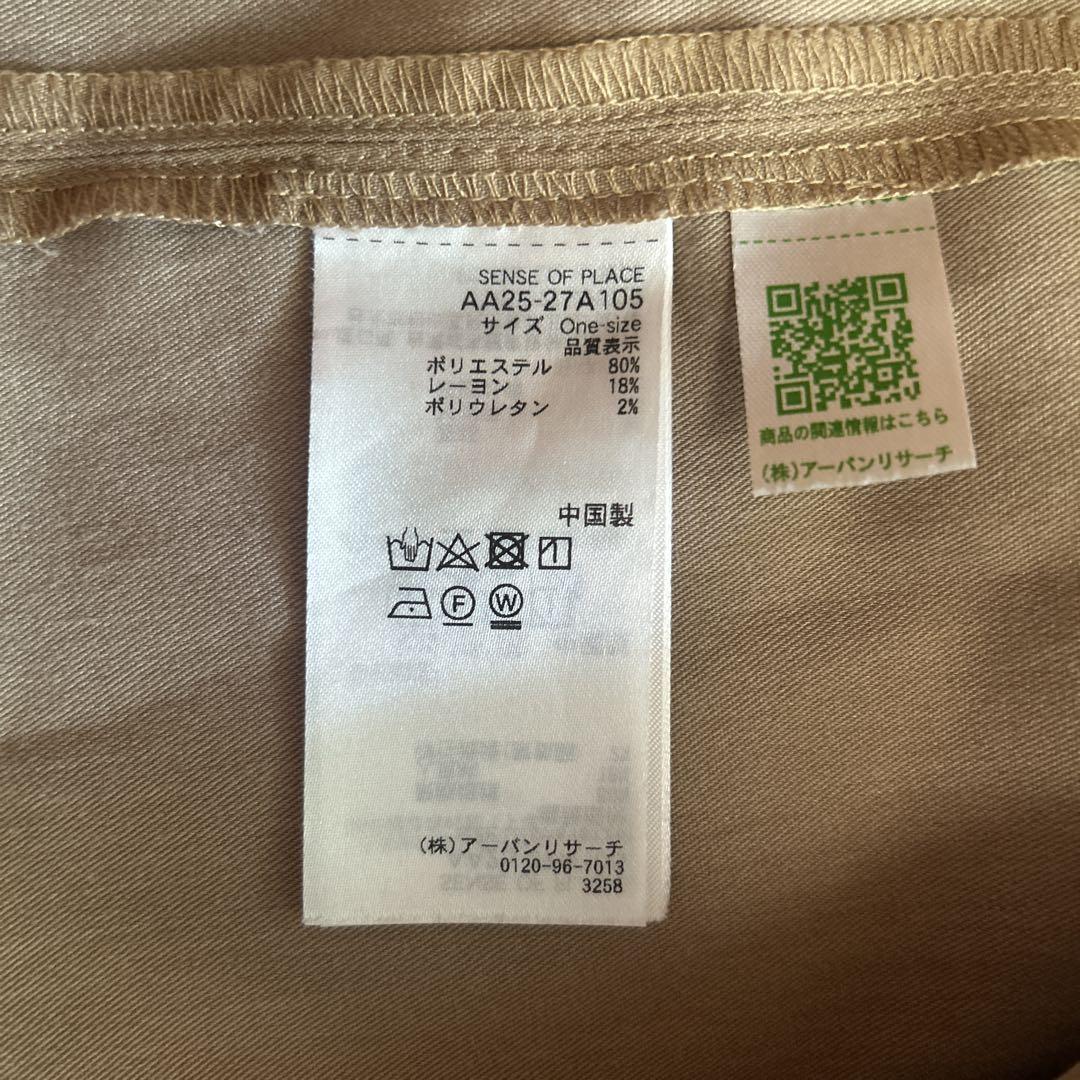 SENSE OF PLACE
AA25-27A105
サイズ One-size
品質表示
ポリエステル 80%
レーヨン 18%
ポリウレタン 2%
中国製
F W
(株)アーバンリサーチ
0120-96-7013
3258
商品の関連情報はこちら
(株)アーバンリサーチ